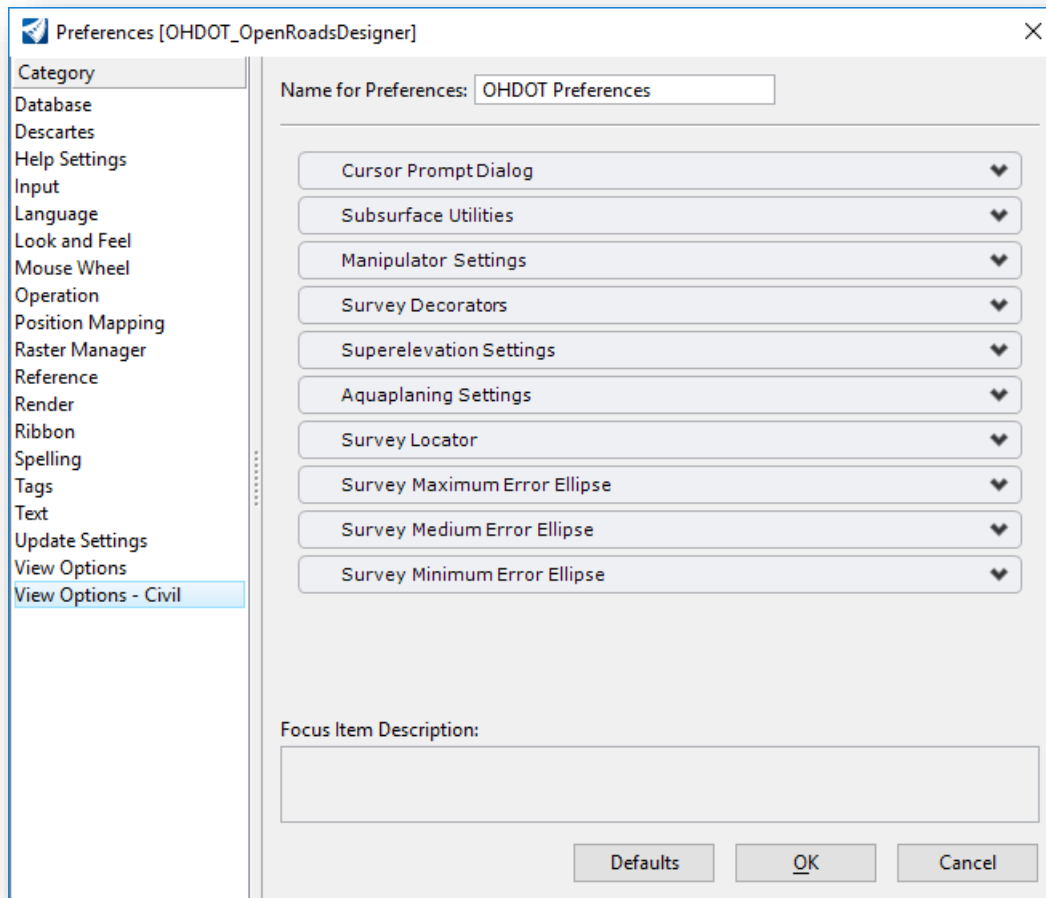 Preferences [OHDOT_OpenRoadsDesigner]
Category
Database
Descartes
Help Settings
Input
Language
Look and Feel
Mouse Wheel
Operation
Position Mapping
Raster Manager
Reference
Render
Ribbon
Spelling
Tags
Text
Update Settings
View Options
View Options - Civil
Name for Preferences: OHDOT Preferences
Cursor Prompt Dialog
Subsurface Utilities
Manipulator Settings
Survey Decorators
Superelevation Settings
Aquaplaning Settings
Survey Locator
Survey Maximum Error Ellipse
Survey Medium Error Ellipse
Survey Minimum Error Ellipse
Focus Item Description:
Defaults OK Cancel